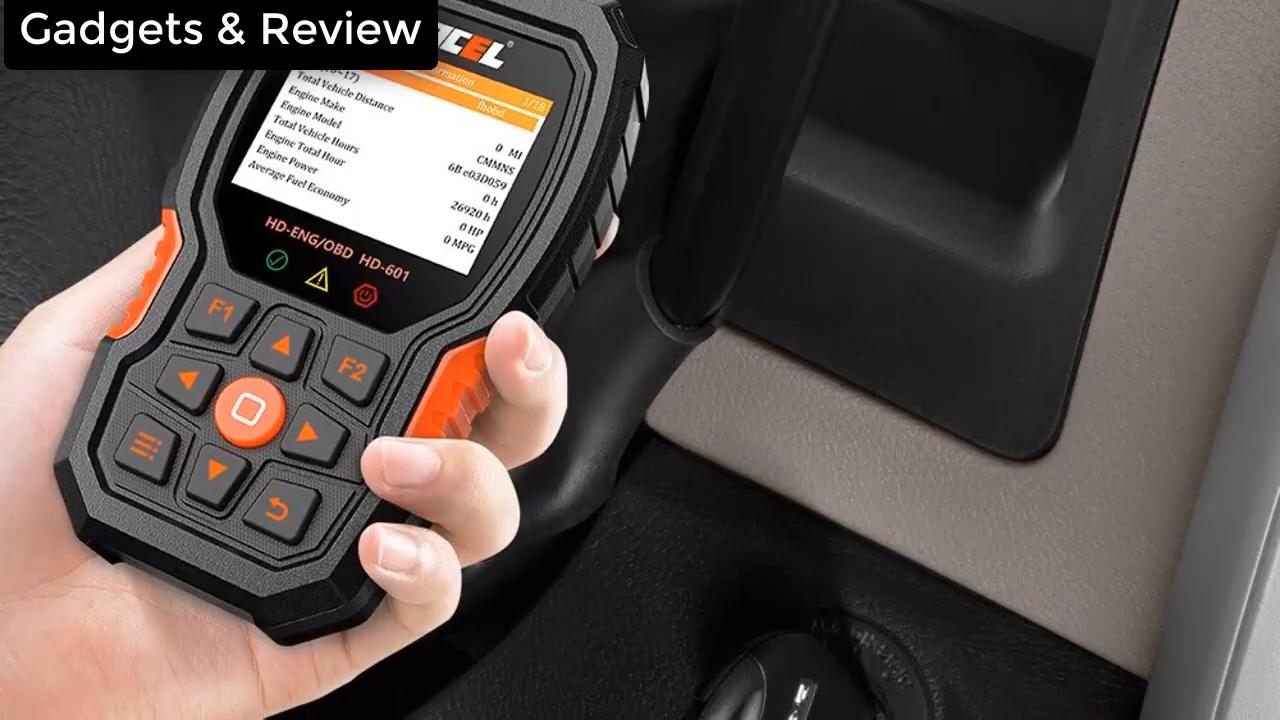 Gadgets & Review
1/18
fhobd
Total Vehicle Distance 0 MI
Engine Make CMMNS
Engine Model 6B e03D059
Total Vehicle Hours 0 h
Engine Total Hour 26920 h
Engine Power 0 HP
Average Fuel Economy 0 MPG
HD-ENG/OBD HD-601
F1
F2